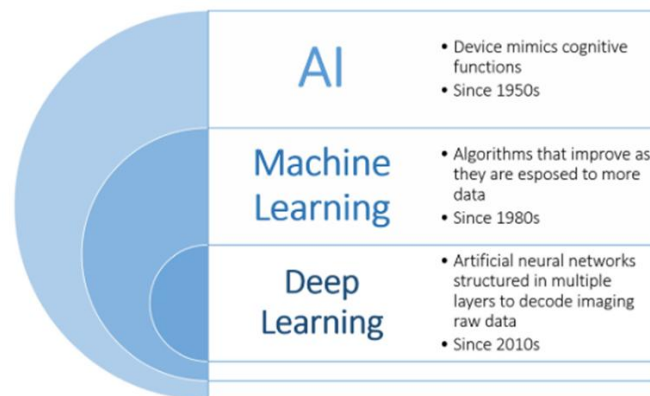 AI
• Device mimics cognitive
functions
• Since 1950s
Machine
Learning
• Algorithms that improve as
they are esposed to more
data
• Since 1980s
Deep
Learning
• Artificial neural networks
structured in multiple
layers to decode imaging
raw data
• Since 2010s